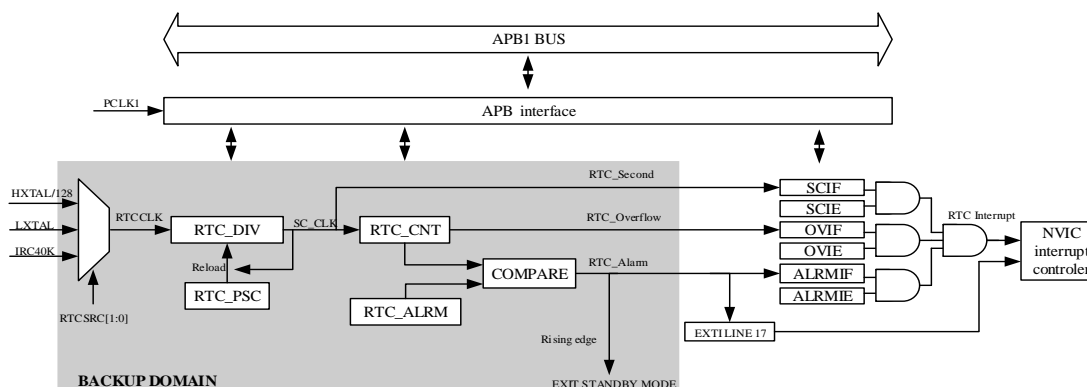 APB1 BUS
PCLK1
APB interface
HXTAL/128
RTC_Second
SCIF
RTCCLK
SC_CLK
SCIE
RTC Interrupt
LXTAL
RTC_DIV
RTC_CNT
RTC_Overflow
OVIF
NVIC
interrupt
controler
IRC40K
OVIE
Reload
COMPARE
RTC_Alarm
ALRMIF
RTC_PSC
RTC_ALRM
ALRMIE
RTCSRC[1:0]
Rising edge
EXTI LINE 17
BACKUP DOMAIN
EXIT STANDBY MODE